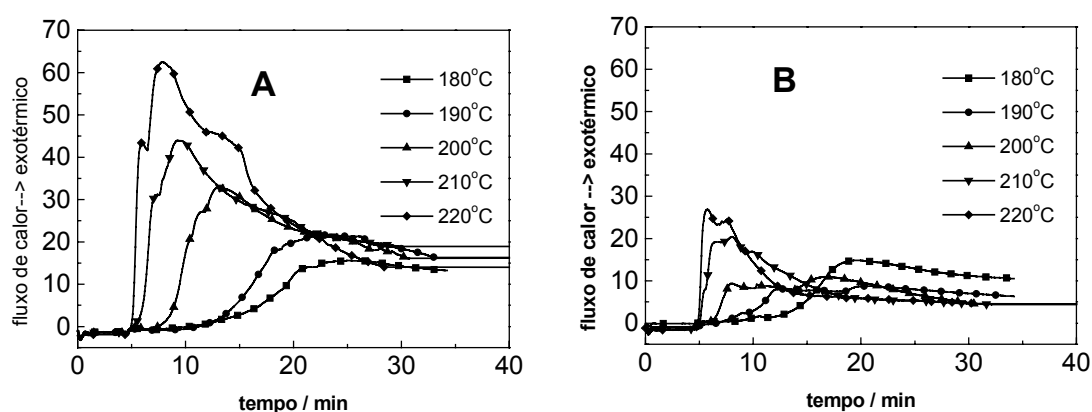 A
fluxo de calor--> exotérmico
70
60
50
40
30
20
10
0
180°C
190°C
200°C
210°C
220°C
0 10 20 30 40
tempo / min
B
fluxo de calor --> exotérmico
70
60
50
40
30
20
10
0
180°C
190°C
200°C
210°C
220°C
0 10 20 30 40
tempo / min